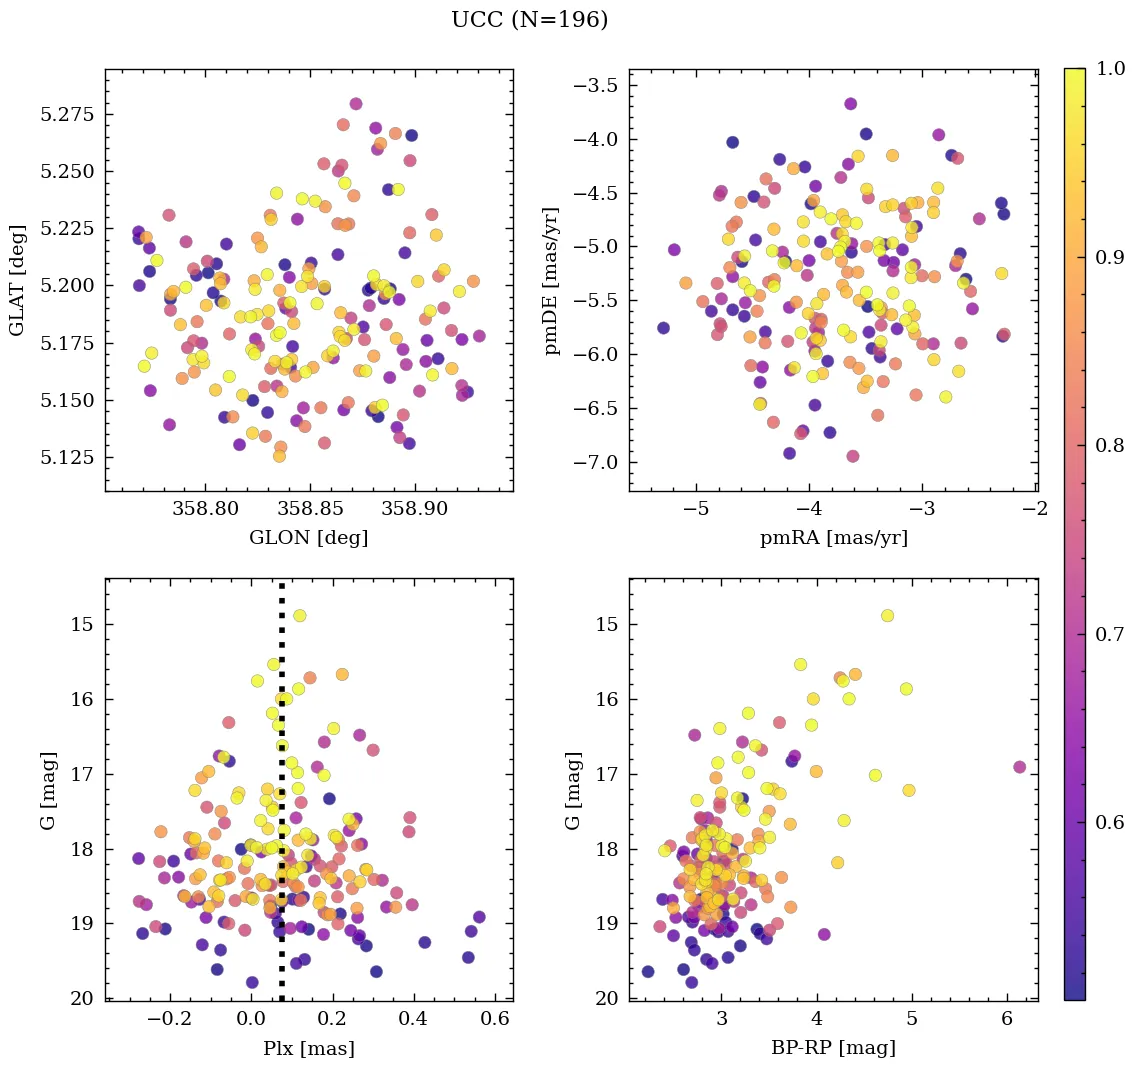 UCC (N=196)
5.275
5.250
5.225
5.200
5.175
5.150
5.125
GLAT [deg]
358.80 358.85 358.90
GLON [deg]
−3.5
−4.0
−4.5
−5.0
−5.5
−6.0
−6.5
−7.0
pmDE [mas/yr]
−5 −4 −3 −2
pmRA [mas/yr]
1.0
0.9
0.8
0.7
0.6
15
16
17
18
19
20
G [mag]
−0.2 0.0 0.2 0.4 0.6
Plx [mas]
15
16
17
18
19
20
G [mag]
3 4 5 6
BP-RP [mag]